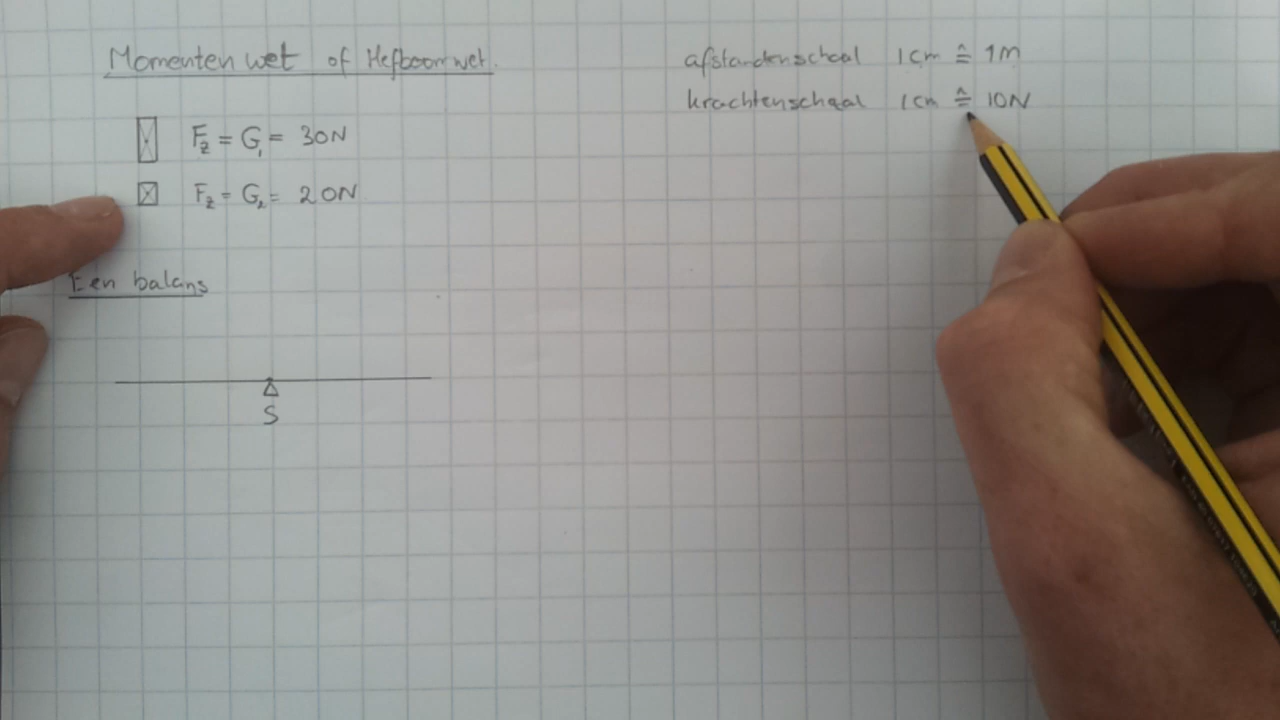 Momentenwet of Hefboomwet.
afstandenschaal 1cm ≙ 1m
krachtenschaal 1cm ≙ 10N
Fz = G₁ = 30N
Fz = G₂ = 20N
Een balans
S